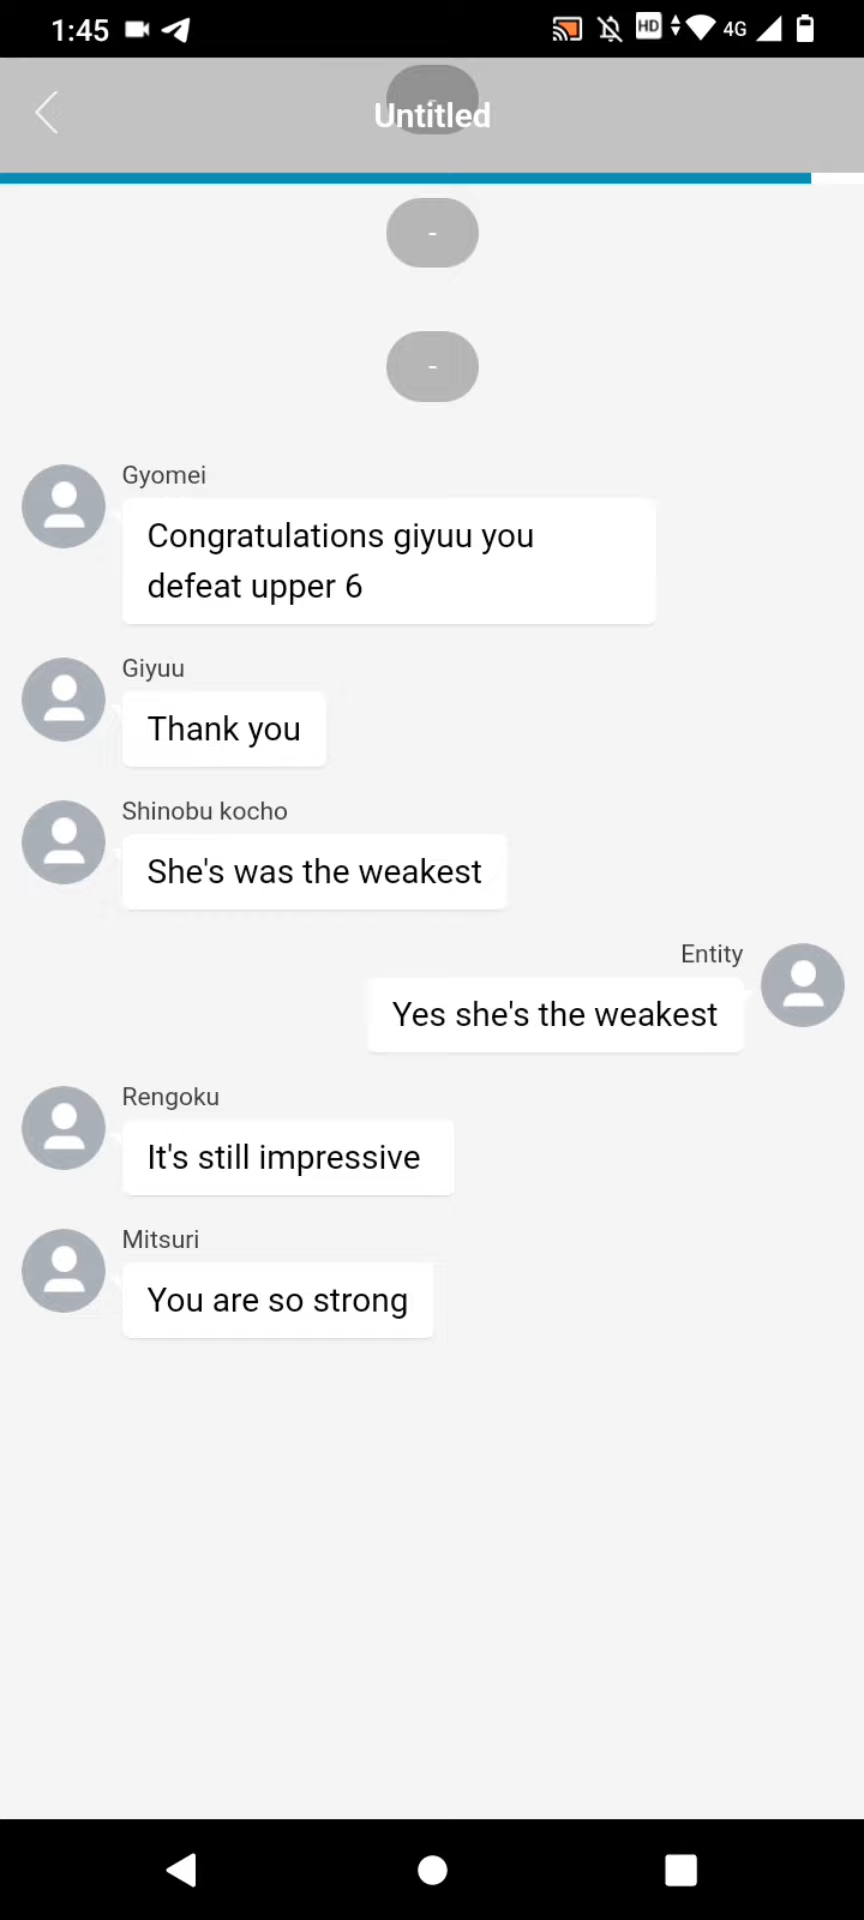 1:45
HD
4G
Untitled
-
-
Gyomei
Congratulations giyuu you
defeat upper 6
Giyuu
Thank you
Shinobu kocho
She's was the weakest
Entity
Yes she's the weakest
Rengoku
It's still impressive
Mitsuri
You are so strong